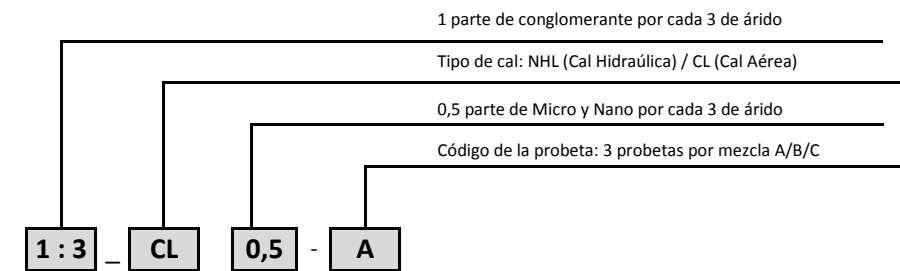 1 parte de conglomerante por cada 3 de árido
Tipo de cal: NHL (Cal Hidraúlica) / CL (Cal Aérea)
0,5 parte de Micro y Nano por cada 3 de árido
Código de la probeta: 3 probetas por mezcla A/B/C
1 : 3 _ CL 0,5 - A